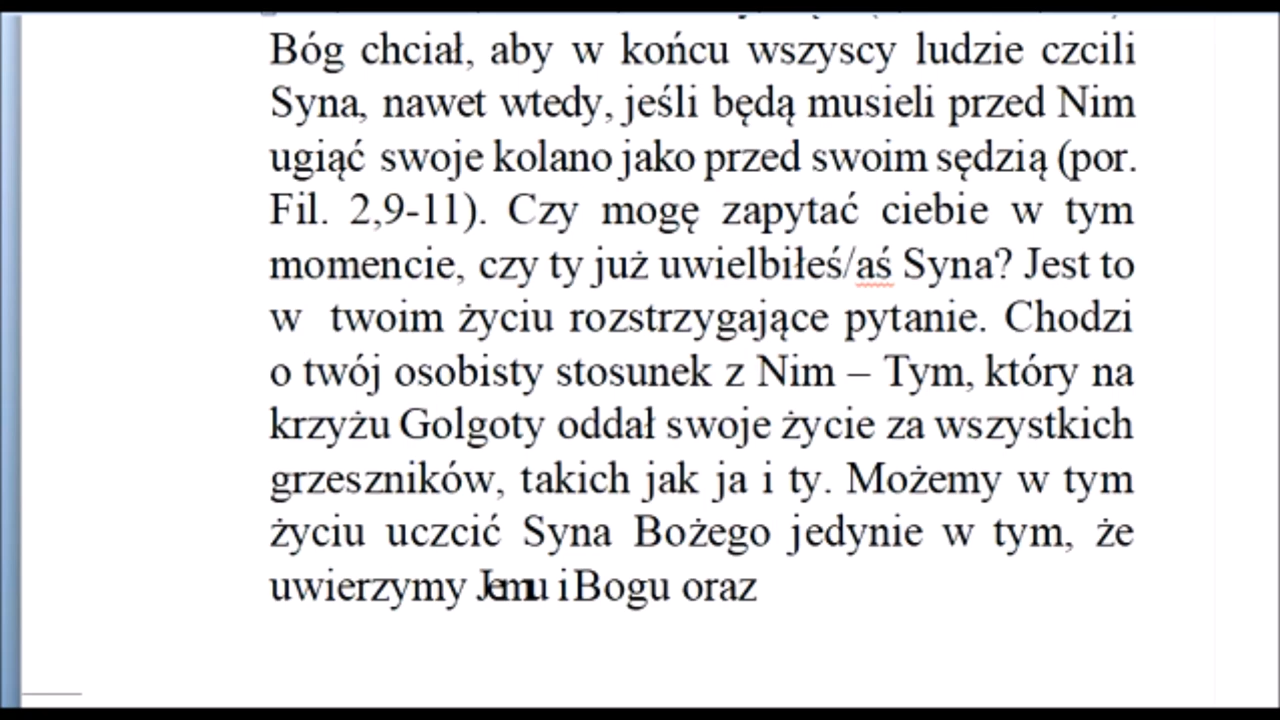 Bóg chciał, aby w końcu wszyscy ludzie czcili
Syna, nawet wtedy, jeśli będą musieli przed Nim
ugiąć swoje kolano jako przed swoim sędzią (por.
Fil. 2,9-11). Czy mogę zapytać ciebie w tym
momencie, czy ty już uwielbiłeś/aś Syna? Jest to
w twoim życiu rozstrzygające pytanie. Chodzi
o twój osobisty stosunek z Nim – Tym, który na
krzyżu Golgoty oddał swoje życie za wszystkich
grzeszników, takich jak ja i ty. Możemy w tym
życiu uczcić Syna Bożego jedynie w tym, że
uwierzymy Jemu i Bogu oraz